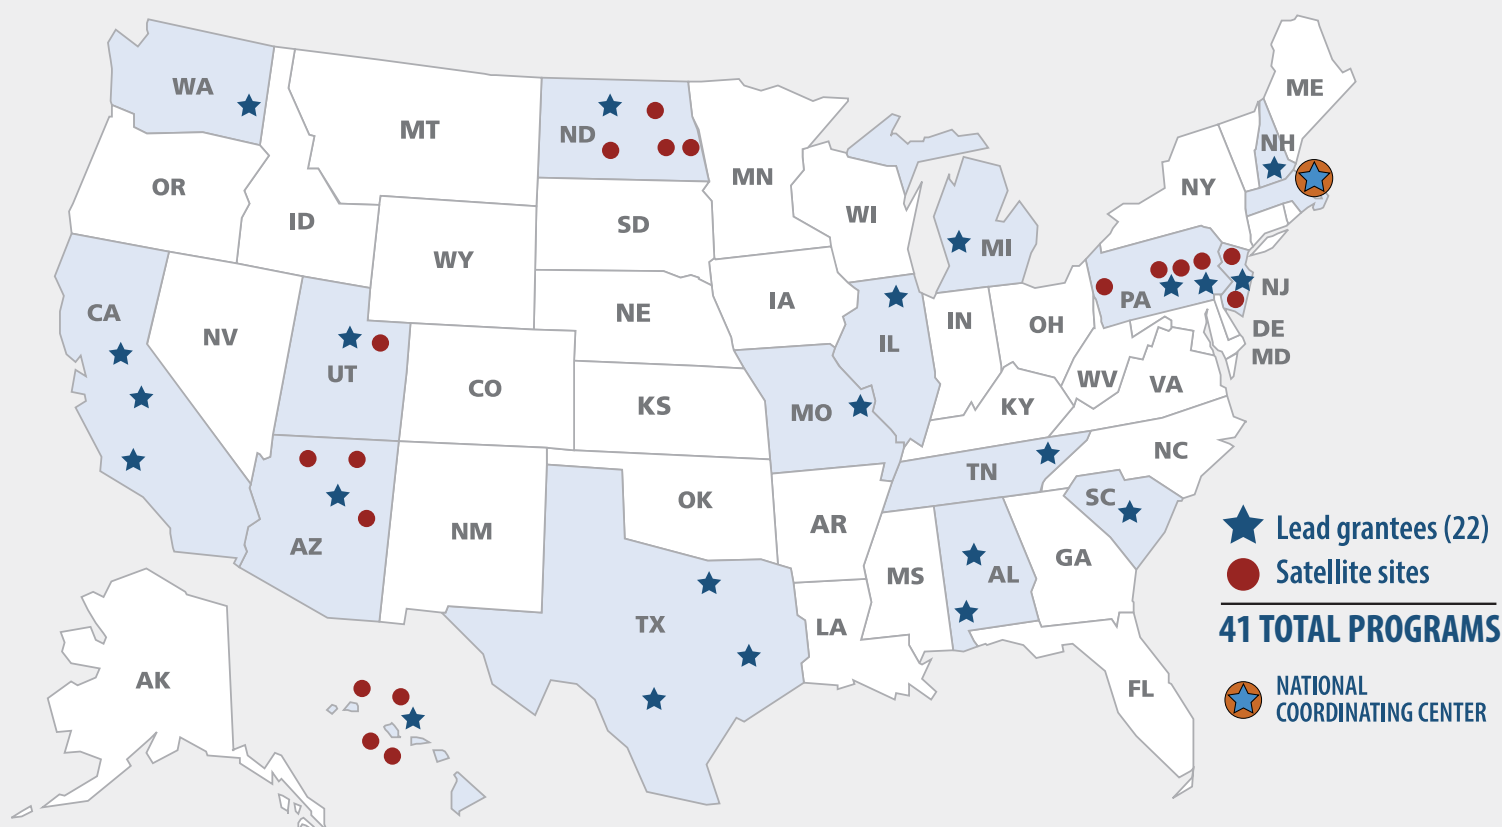 WA
MT
ND
MN
OR
ID
WY
SD
WI
MI
NY
NH
ME
CA
NV
UT
CO
NE
IA
IL
IN
OH
PA
NJ
DE
MD
KS
MO
KY
WV
VA
AZ
NM
OK
AR
TN
NC
SC
TX
LA
MS
AL
GA
FL
AK
Lead grantees (22)
Satellite sites
41 TOTAL PROGRAMS
NATIONAL
COORDINATING CENTER